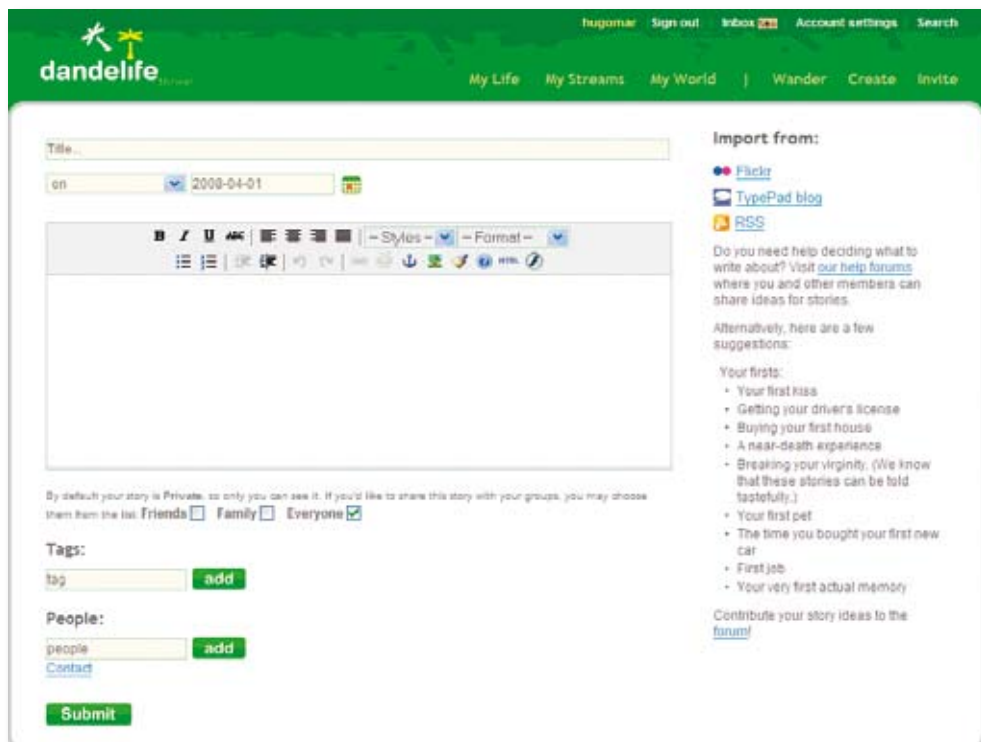 hugomar Sign out Inbox Account settings Search
dandelife
My Life My Streams My World | Wander Create Invite
Title...
on 2008-04-01
B I U ABC – Styles – – Format –
HTML
By default your story is Private, so only you can see it. If you'd like to share this story with your groups, you may choose
them from the list: Friends Family Everyone
Tags:
tag add
People:
people add
Contact
Submit
Import from:
Flickr
TypePad blog
RSS
Do you need help deciding what to
write about? Visit our help forums
where you and other members can
share ideas for stories.
Alternatively, here are a few
suggestions:
Your firsts:
• Your first kiss
• Getting your driver's license
• Buying your first house
• A near-death experience
• Breaking your virginity. (We know
that these stories can be told
tastefully.)
• Your first pet
• The time you bought your first new
car
• First job
• Your very first actual memory
Contribute your story ideas to the
forum!